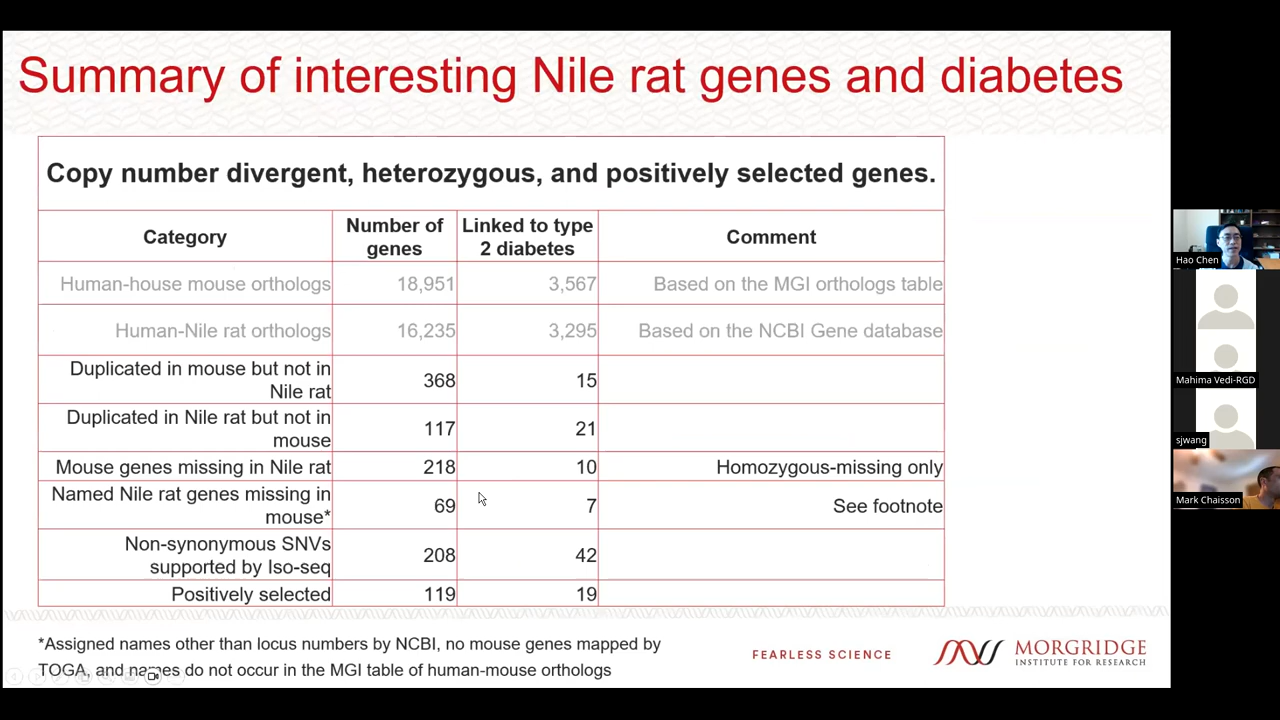 Summary of interesting Nile rat genes and diabetes
Copy number divergent, heterozygous, and positively selected genes.
Category
Number of genes
Linked to type 2 diabetes
Comment
Human-house mouse orthologs 18,951 3,567 Based on the MGI orthologs table
Human-Nile rat orthologs 16,235 3,295 Based on the NCBI Gene database
Duplicated in mouse but not in
Nile rat
368 15
Duplicated in Nile rat but not in
mouse
117 21
Mouse genes missing in Nile rat 218 10 Homozygous-missing only
Named Nile rat genes missing in
mouse*
69 7 See footnote
Non-synonymous SNVs
supported by Iso-seq
208 42
Positively selected 119 19
*Assigned names other than locus numbers by NCBI, no mouse genes mapped by
TOGA, and names do not occur in the MGI table of human-mouse orthologs
FEARLESS SCIENCE
MORGRIDGE
INSTITUTE FOR RESEARCH
Hao Chen
Mahima Vedi-RGD
sjwang
Mark Chaisson